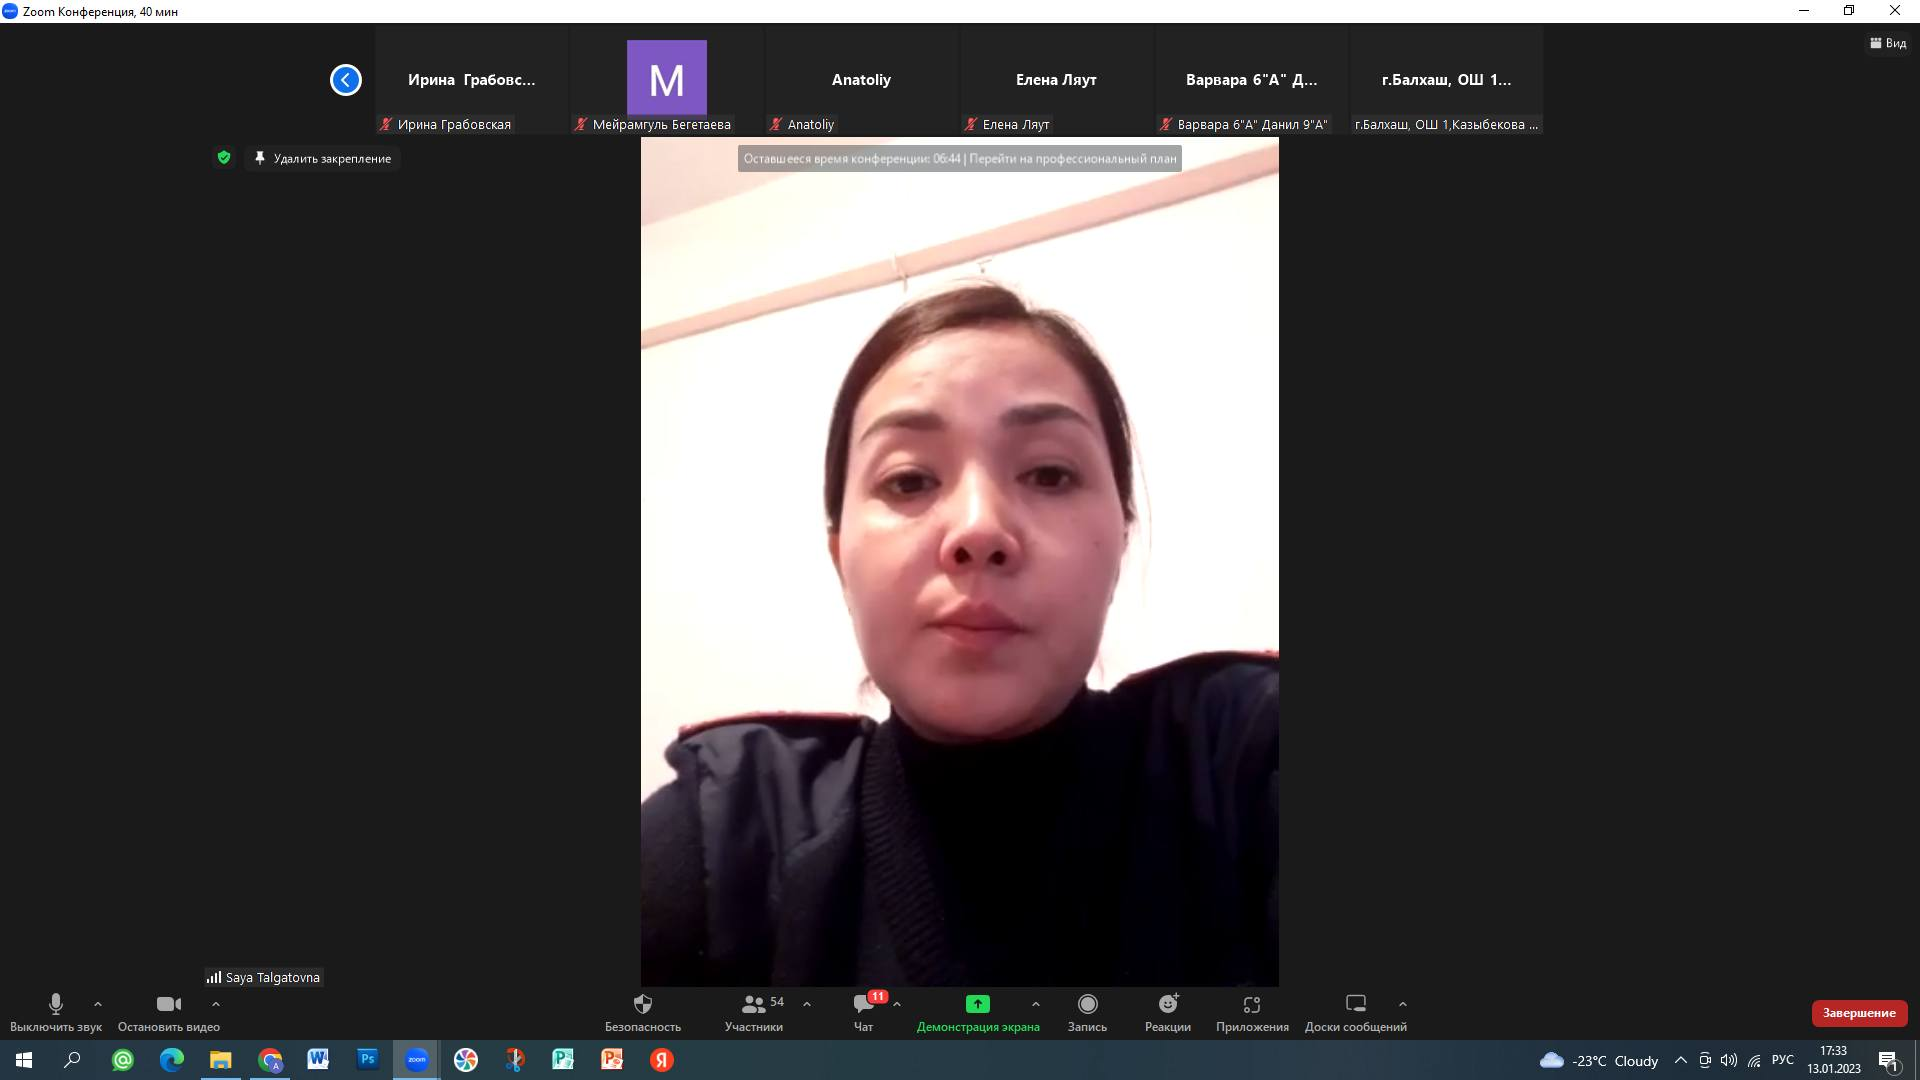 Zoom Конференция, 40 мин
Вид
Ирина Грабовс...
M
Anatoliy
Елена Ляут
Варвара 6"А" Д...
г.Балхаш, ОШ 1...
Ирина Грабовская
Мейрамгуль Бегетаева
Anatoliy
Елена Ляут
Варвара 6"А" Данил 9"А"
г.Балхаш, ОШ 1,Казыбекова ...
Удалить закрепление
Оставшееся время конференции: 06:44 | Перейти на профессиональный план
Saya Talgatovna
Выключить звук
Остановить видео
Безопасность
54
Участники
11
Чат
Демонстрация экрана
Запись
Реакции
Приложения
Доски сообщений
Завершение
A
W
Ps
zoom
P
P
Я
-23°C Cloudy
РУС
17:33
13.01.2023
1